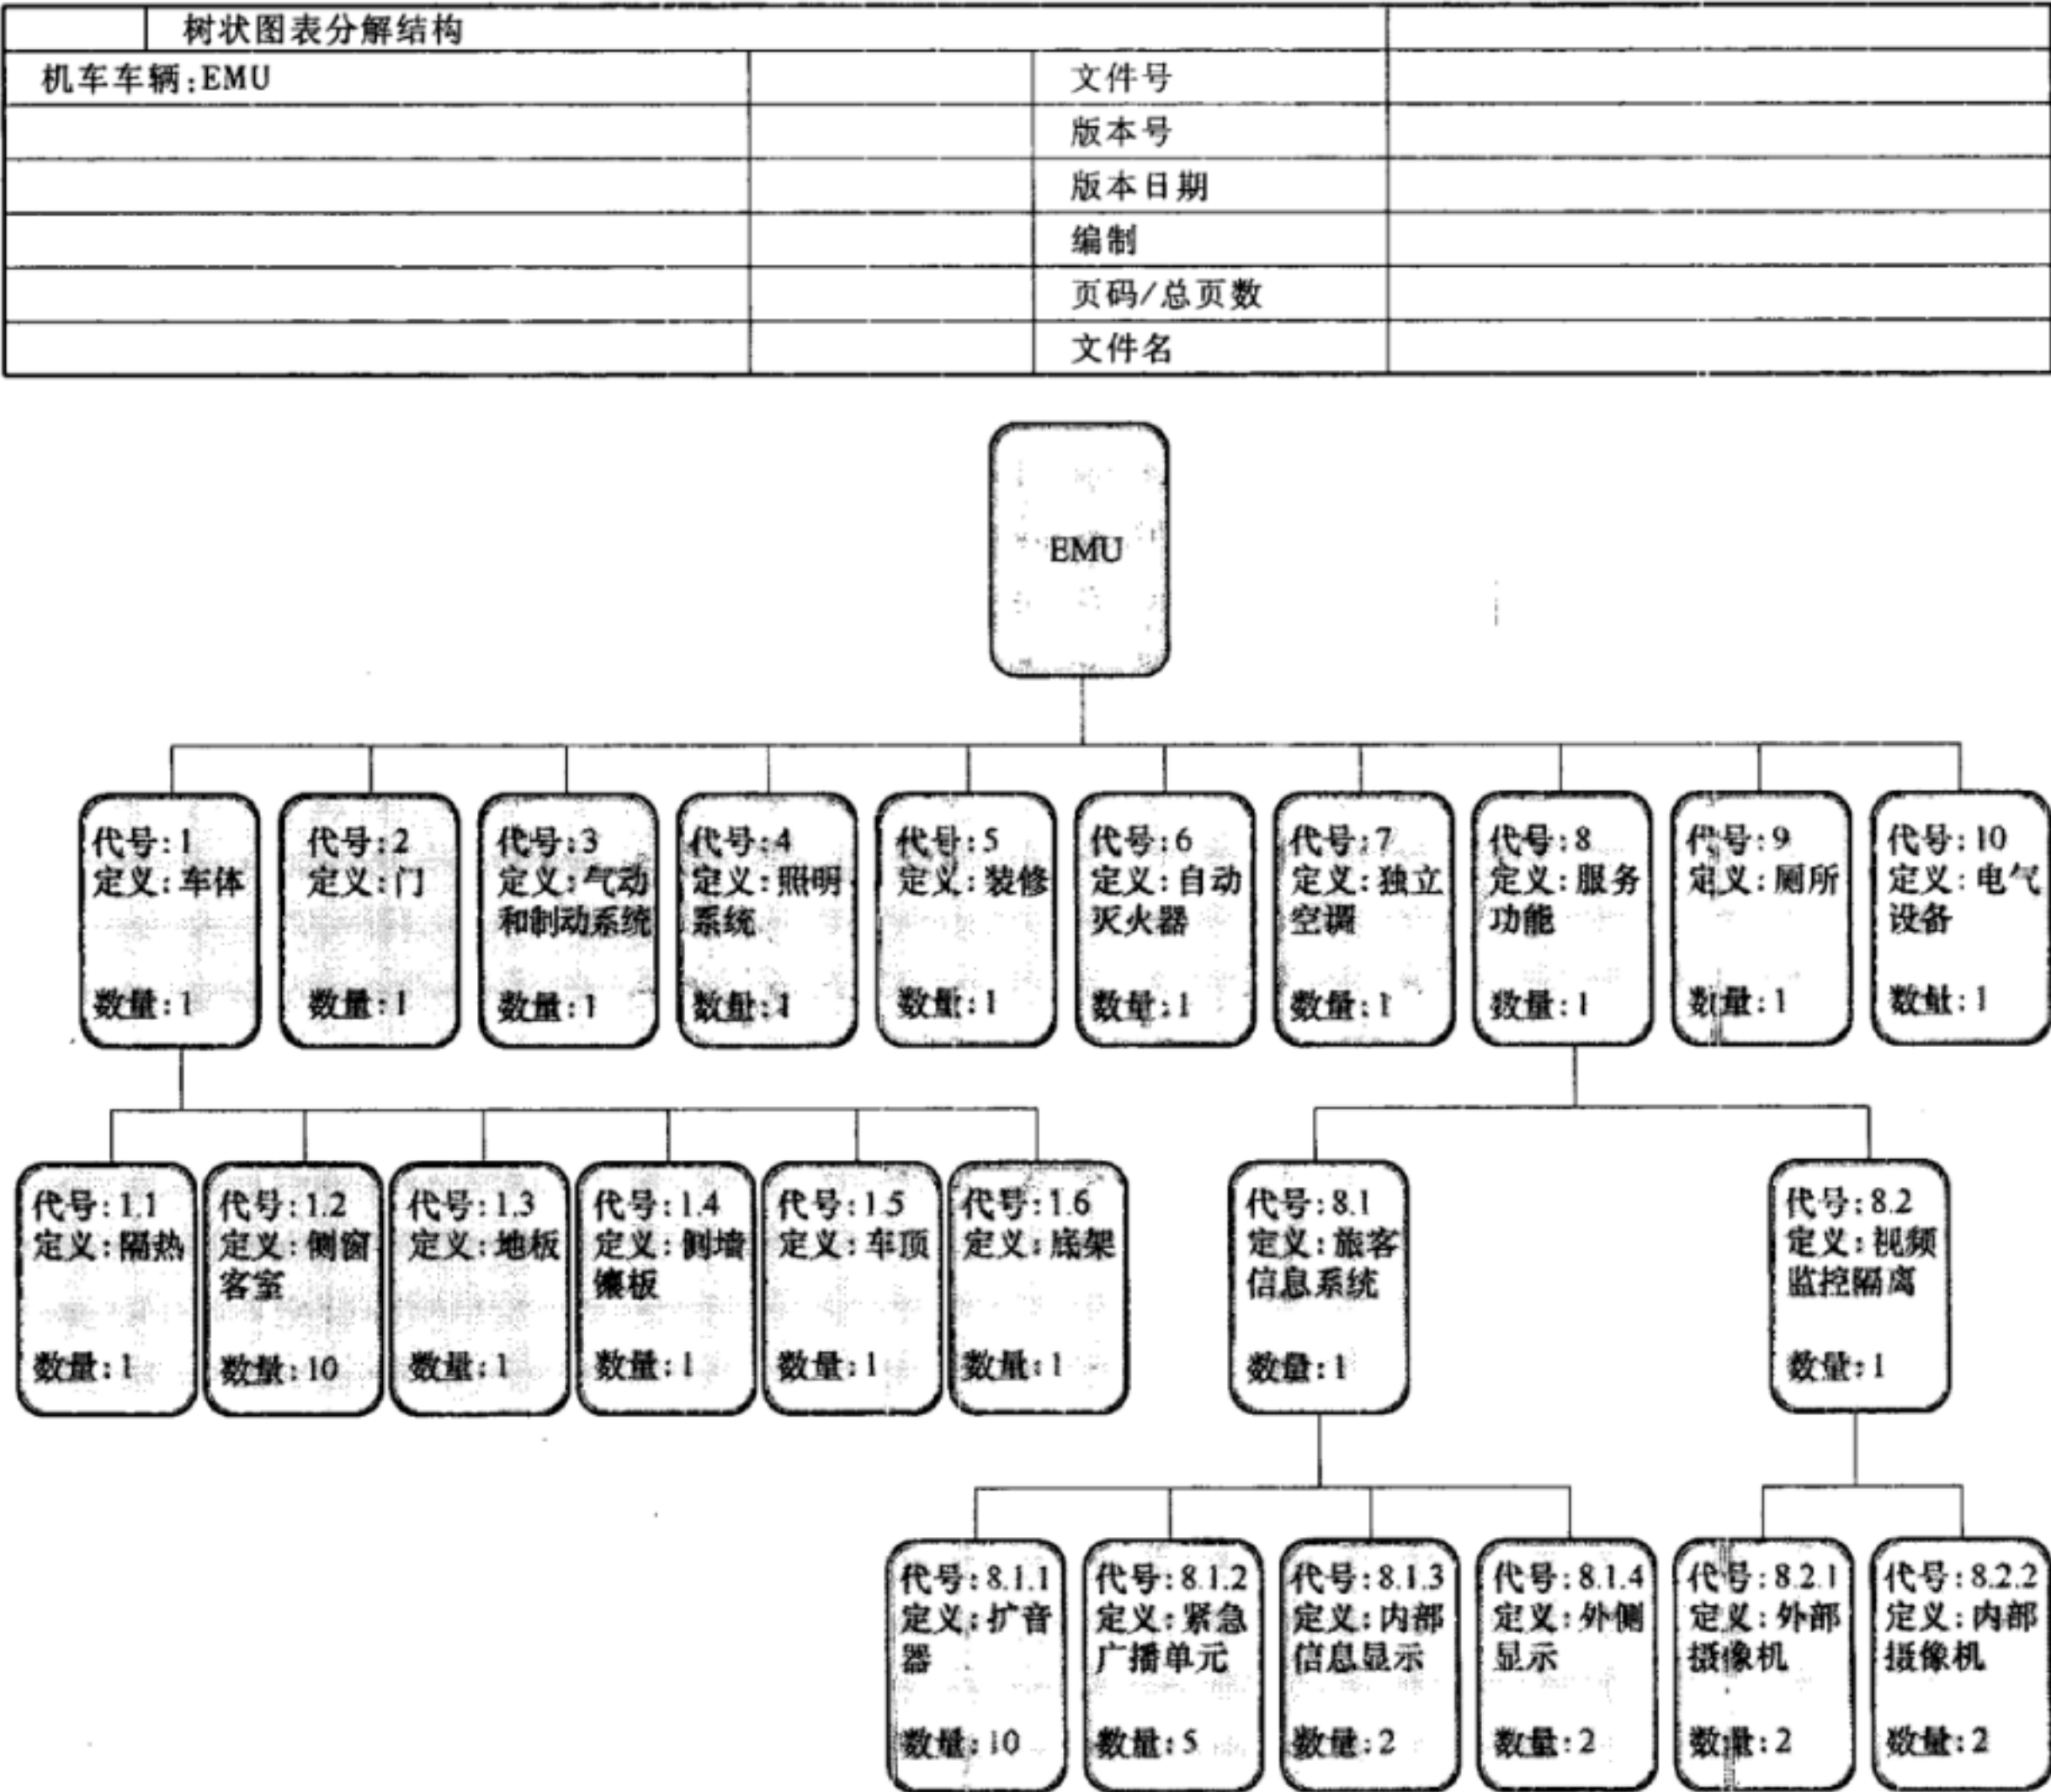 树状图表分解结构
机车车辆:EMU
文件号
版本号
版本日期
编制
页码/总页数
文件名
EMU
代号:1
定义:车体
数量:1
代号:2
定义:门
数量:1
代号:3
定义:气动
和制动系统
数量:1
代号:4
定义:照明
系统
数量:1
代号:5
定义:装修
数量:1
代号:6
定义:自动
灭火器
数量:1
代号:7
定义:独立
空调
数量:1
代号:8
定义:服务
功能
数量:1
代号:9
定义:厕所
数量:1
代号:10
定义:电气
设备
数量:1
代号:1.1
定义:隔热
数量:1
代号:1.2
定义:侧窗
客室
数量:10
代号:1.3
定义:地板
数量:1
代号:1.4
定义:侧墙
镶板
数量:1
代号:1.5
定义:车顶
数量:1
代号:1.6
定义:底架
数量:1
代号:8.1
定义:旅客
信息系统
数量:1
代号:8.2
定义:视频
监控隔离
数量:1
代号:8.1.1
定义:扩音
器
数量:10
代号:8.1.2
定义:紧急
广播单元
数量:5
代号:8.1.3
定义:内部
信息显示
数量:2
代号:8.1.4
定义:外侧
显示
数量:2
代号:8.2.1
定义:外部
摄像机
数量:2
代号:8.2.2
定义:内部
摄像机
数量:2